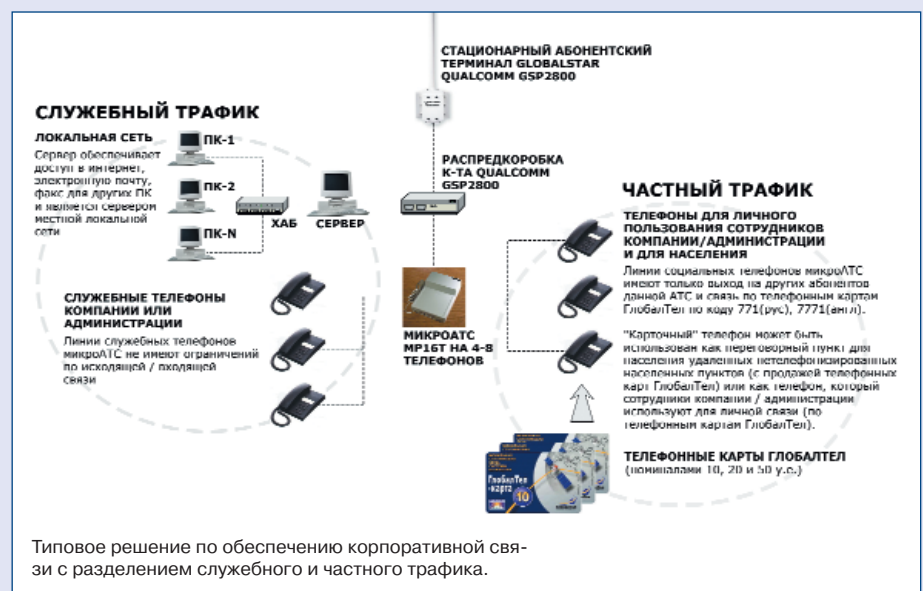 СТАЦИОНАРНЫЙ АБОНЕНТСКИЙ
ТЕРМИНАЛ GLOBALSTAR
QUALCOMM GSP2800
СЛУЖЕБНЫЙ ТРАФИК
ЛОКАЛЬНАЯ СЕТЬ
Сервер обеспечивает
доступ в интернет,
электронную почту,
факс для других ПК
и является сервером
местной локальной
сети
ПК-1
ПК-2
ПК-N
ХАБ
СЕРВЕР
РАСПРЕДКОРОБКА
К-ТА QUALCOMM
GSP2800
СЛУЖЕБНЫЕ ТЕЛЕФОНЫ
КОМПАНИИ ИЛИ
АДМИНИСТРАЦИИ
Линии служебных телефонов
микроАТС не имеют ограничений
по исходящей / входящей
связи
МИКРОАТС
MP16T НА 4-8
ТЕЛЕФОНОВ
ЧАСТНЫЙ ТРАФИК
ТЕЛЕФОНЫ ДЛЯ ЛИЧНОГО
ПОЛЬЗОВАНИЯ СОТРУДНИКОВ
КОМПАНИИ/АДМИНИСТРАЦИИ
И ДЛЯ НАСЕЛЕНИЯ
Линии социальных телефонов микроАТС
имеют только выход на других абонентов
данной АТС и связь по телефонным картам
ГлобалТел по коду 771(рус), 7771(англ).
"Карточный" телефон может быть
использован как переговорный пункт для
населения удаленных нетелефонизированных
населенных пунктов (с продажей телефонных
карт ГлобалТел) или как телефон, который
сотрудники компании / администрации
используют для личной связи (по
телефонным картам ГлобалТел).
ТЕЛЕФОННЫЕ КАРТЫ ГЛОБАЛТЕЛ
(номиналами 10, 20 и 50 у.е.)
ГлобалТел
-карта
10
Типовое решение по обеспечению корпоративной свя-
зи с разделением служебного и частного трафика.